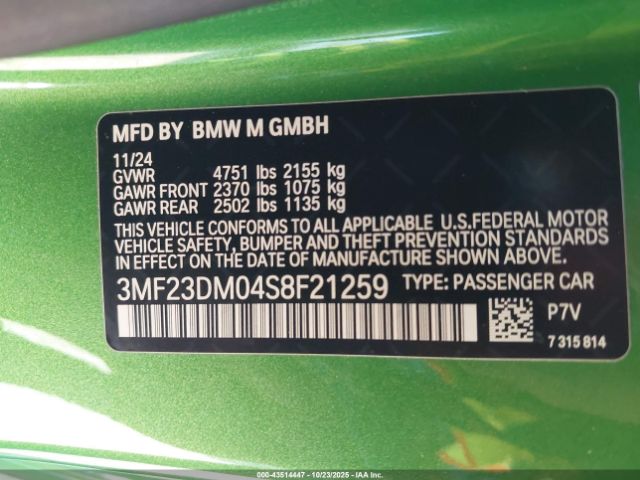 MFD BY BMW M GMBH
11/24
GVWR 4751 lbs 2155 kg
GAWR FRONT 2370 lbs 1075 kg
GAWR REAR 2502 lbs 1135 kg
THIS VEHICLE CONFORMS TO ALL APPLICABLE U.S.FEDERAL MOTOR
VEHICLE SAFETY, BUMPER AND THEFT PREVENTION STANDARDS
IN EFFECT ON THE DATE OF MANUFACTURE SHOWN ABOVE.
3MF23DM04S8F21259 TYPE: PASSENGER CAR
P7V
7 315 814
000-43514447 - 10/23/2025 - IAA Inc.